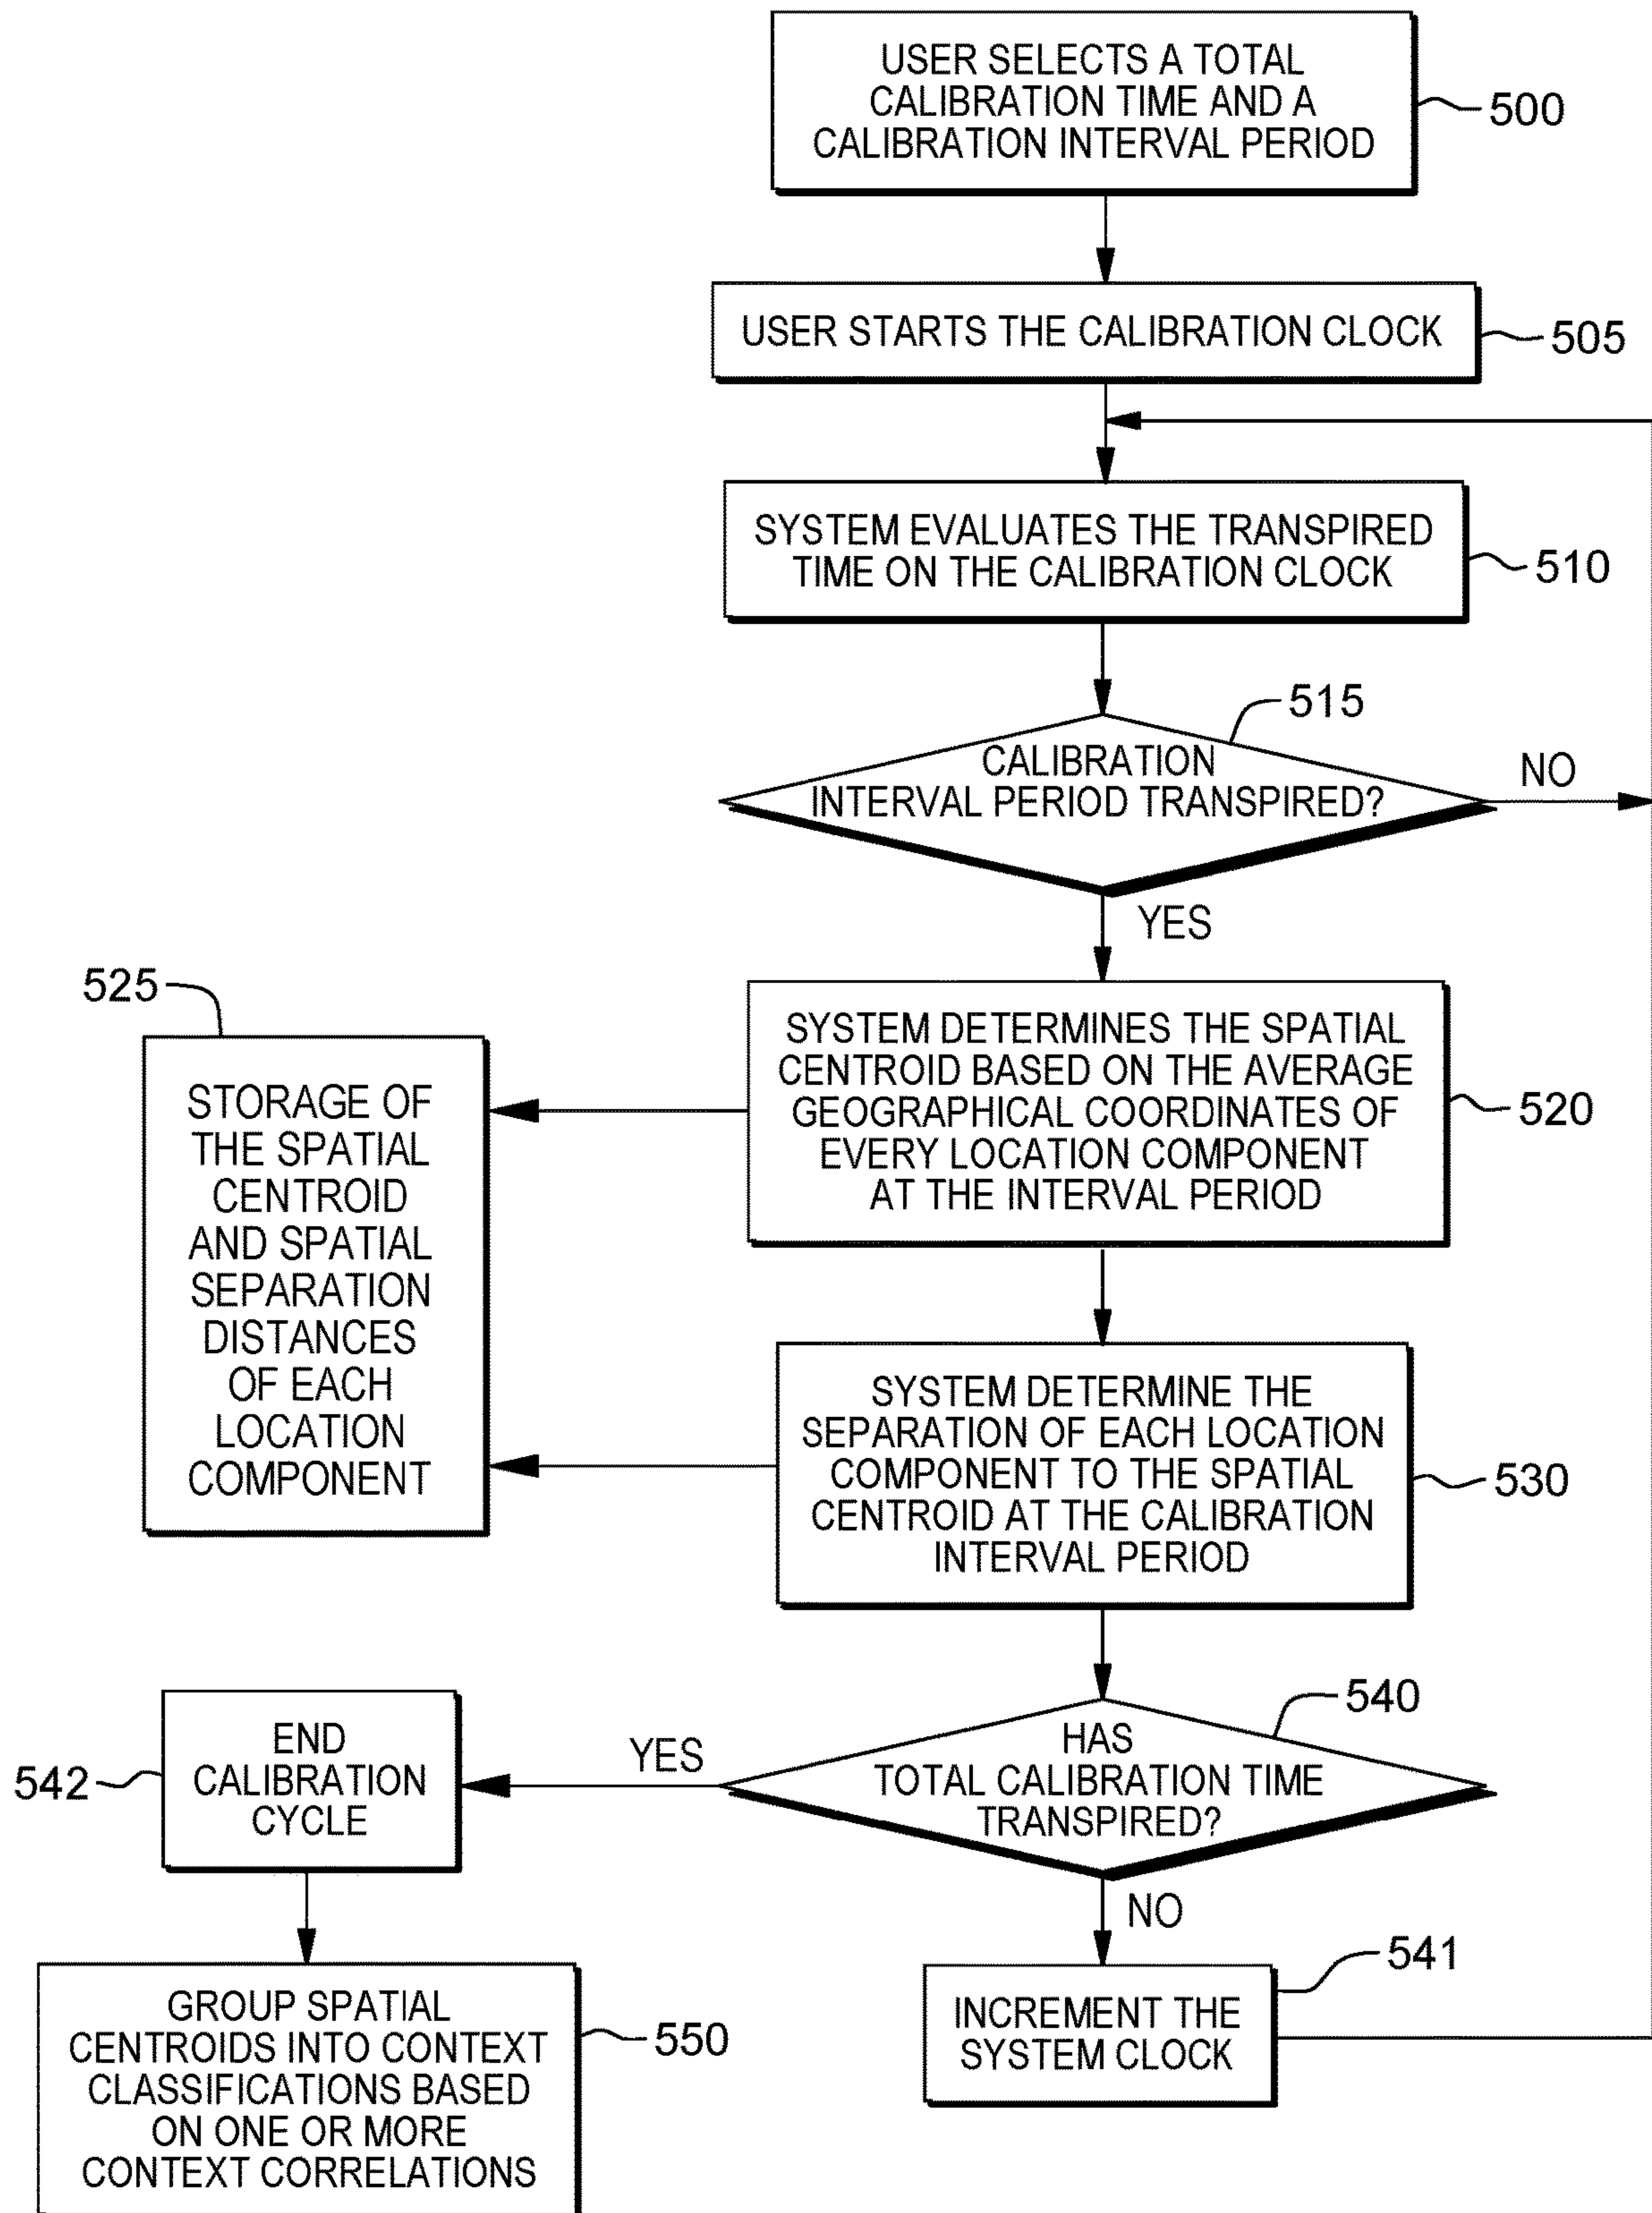 USER SELECTS A TOTAL
CALIBRATION TIME AND A
CALIBRATION INTERVAL PERIOD
500
USER STARTS THE CALIBRATION CLOCK
505
SYSTEM EVALUATES THE TRANSPIRED
TIME ON THE CALIBRATION CLOCK
510
515
CALIBRATION
INTERVAL PERIOD TRANSPIRED?
NO
YES
525
STORAGE OF
THE SPATIAL
CENTROID
AND SPATIAL
SEPARATION
DISTANCES
OF EACH
LOCATION
COMPONENT
SYSTEM DETERMINES THE SPATIAL
CENTROID BASED ON THE AVERAGE
GEOGRAPHICAL COORDINATES OF
EVERY LOCATION COMPONENT
AT THE INTERVAL PERIOD
520
SYSTEM DETERMINE THE
SEPARATION OF EACH LOCATION
COMPONENT TO THE SPATIAL
CENTROID AT THE CALIBRATION
INTERVAL PERIOD
530
540
HAS
TOTAL CALIBRATION TIME
TRANSPIRED?
YES
END
CALIBRATION
CYCLE
542
NO
541
INCREMENT THE
SYSTEM CLOCK
GROUP SPATIAL
CENTROIDS INTO CONTEXT
CLASSIFICATIONS BASED
ON ONE OR MORE
CONTEXT CORRELATIONS
550